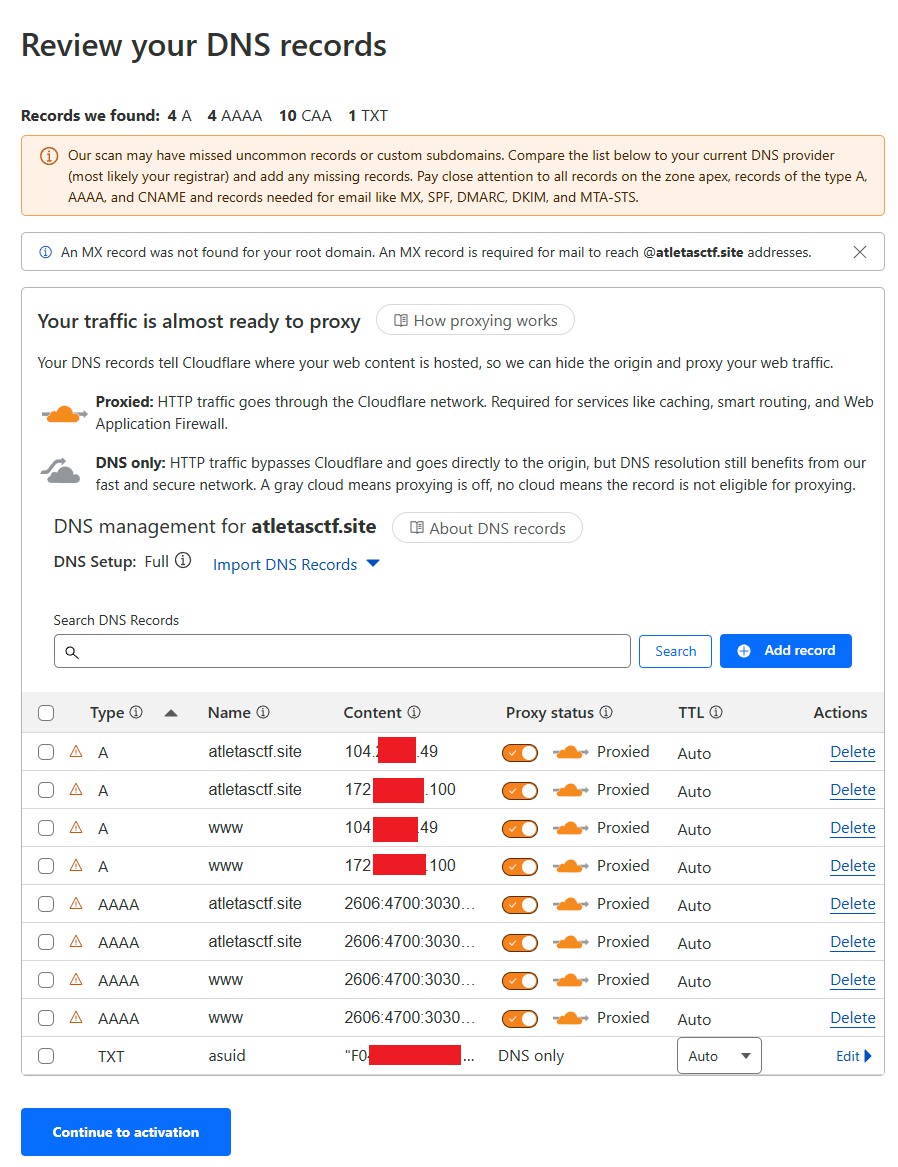 Review your DNS records
Records we found: 4 A 4 AAAA 10 CAA 1 TXT
Our scan may have missed uncommon records or custom subdomains. Compare the list below to your current DNS provider
(most likely your registrar) and add any missing records. Pay close attention to all records on the zone apex, records of the type A,
AAAA, and CNAME and records needed for email like MX, SPF, DMARC, DKIM, and MTA-STS.
An MX record was not found for your root domain. An MX record is required for mail to reach @atletasctf.site addresses.
Your traffic is almost ready to proxy How proxying works
Your DNS records tell Cloudflare where your web content is hosted, so we can hide the origin and proxy your web traffic.
Proxied: HTTP traffic goes through the Cloudflare network. Required for services like caching, smart routing, and Web
Application Firewall.
DNS only: HTTP traffic bypasses Cloudflare and goes directly to the origin, but DNS resolution still benefits from our
fast and secure network. A gray cloud means proxying is off, no cloud means the record is not eligible for proxying.
DNS management for atletasctf.site About DNS records
DNS Setup: Full Import DNS Records
Search DNS Records
Search Add record
Type Name Content Proxy status TTL Actions
A atletasctf.site 104. .49 Proxied Auto Delete
A atletasctf.site 172 .100 Proxied Auto Delete
A www 104 .49 Proxied Auto Delete
A www 172 .100 Proxied Auto Delete
AAAA atletasctf.site 2606:4700:3030... Proxied Auto Delete
AAAA atletasctf.site 2606:4700:3030... Proxied Auto Delete
AAAA www 2606:4700:3030... Proxied Auto Delete
AAAA www 2606:4700:3030... Proxied Auto Delete
TXT asuid "F0 ... DNS only Auto Edit
Continue to activation